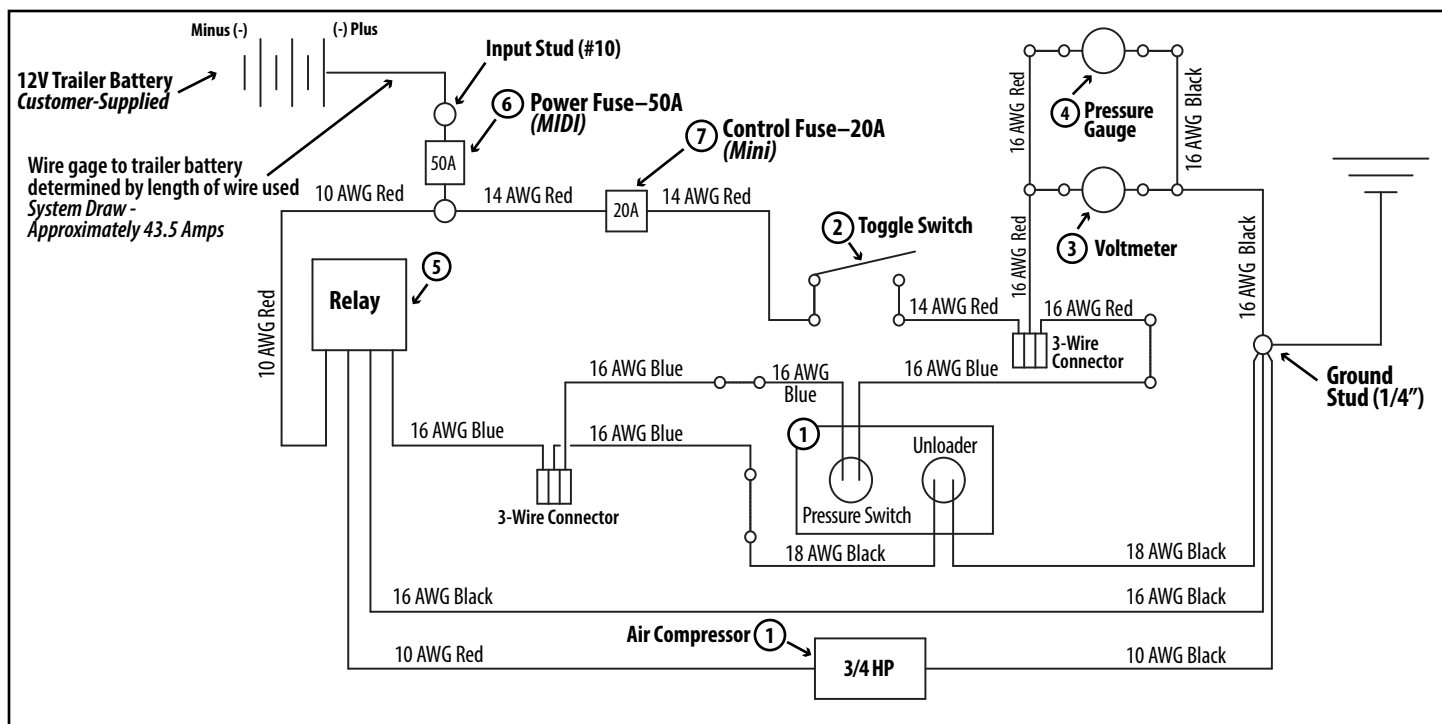 Minus (-)
(-) Plus
12V Trailer Battery
Customer-Supplied
Input Stud (#10)
6
Power Fuse–50A
(MIDI)
7
Control Fuse–20A
(Mini)
16 AWG Red
4
Pressure
Gauge
16 AWG Black
Wire gage to trailer battery
determined by length of wire used
System Draw -
Approximately 43.5 Amps
50A
10 AWG Red
14 AWG Red
20A
14 AWG Red
2
Toggle Switch
3
Voltmeter
16 AWG Red
16 AWG Black
Relay
5
10 AWG Red
14 AWG Red
16 AWG Red
3-Wire
Connector
Ground
Stud (1/4")
16 AWG Blue
16 AWG
Blue
16 AWG Blue
16 AWG Blue
16 AWG Blue
1
Unloader
Pressure Switch
3-Wire Connector
18 AWG Black
18 AWG Black
16 AWG Black
16 AWG Black
Air Compressor
1
10 AWG Red
3/4 HP
10 AWG Black